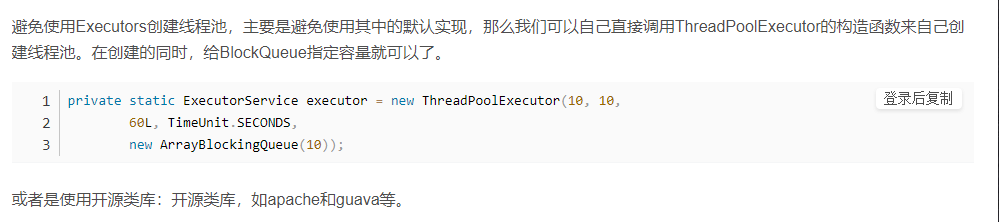 避免使用Executors创建线程池，主要是避免使用其中的默认实现，那么我们可以自己直接调用ThreadPoolExecutor的构造函数来自己创
建线程池。在创建的同时，给BlockQueue指定容量就可以了。
1 private static ExecutorService executor = new ThreadPoolExecutor(10, 10, 登录后复制
2 60L, TimeUnit.SECONDS,
3 new ArrayBlockingQueue(10));
或者是使用开源类库：开源类库，如apache和guava等。